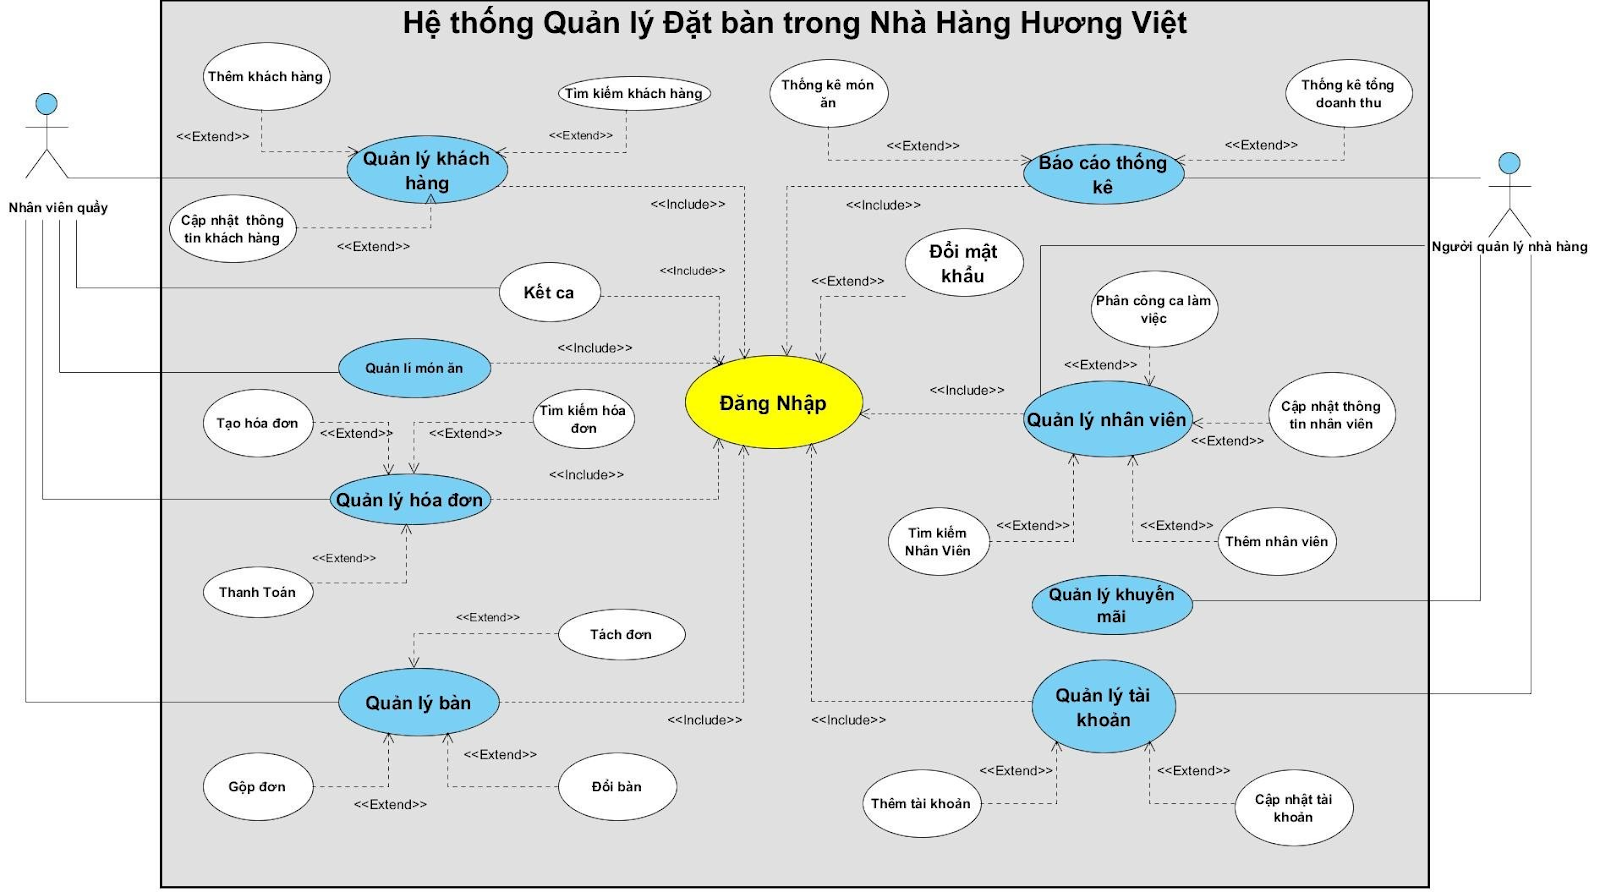 Hệ thống Quản lý Đặt bàn trong Nhà Hàng Hương Việt
Thêm khách hàng
Tìm kiếm khách hàng
Thống kê món
ăn
Thống kê tổng
doanh thu
<<Extend>>
<<Extend>>
<<Extend>>
<<Extend>>
Quản lý khách
hàng
Báo cáo thống
kê
Nhân viên quầy
Cập nhật thông
tin khách hàng
<<Extend>>
<<Include>>
<<Include>>
Người quản lý nhà hàng
Đổi mật
khẩu
<<Include>>
<<Extend>>
Kết ca
Phân công ca làm
việc
<<Include>>
Quản lí món ăn
<<Extend>>
<<Include>>
Đăng Nhập
Tạo hóa đơn
<<Extend>>
<<Extend>>
Tìm kiếm hóa
đơn
Quản lý nhân viên
Cập nhật thông
tin nhân viên
<<Extend>>
<<Include>>
Quản lý hóa đơn
<<Extend>>
<<Extend>>
Tìm kiếm
Nhân Viên
Thêm nhân viên
<<Extend>>
Thanh Toán
Quản lý khuyến
mãi
<<Extend>>
Tách đơn
Quản lý bàn
Quản lý tài
khoản
<<Include>>
<<Include>>
<<Extend>>
<<Extend>>
<<Extend>>
Gộp đơn
<<Extend>>
Đổi bàn
Thêm tài khoản
Cập nhật tài
khoản